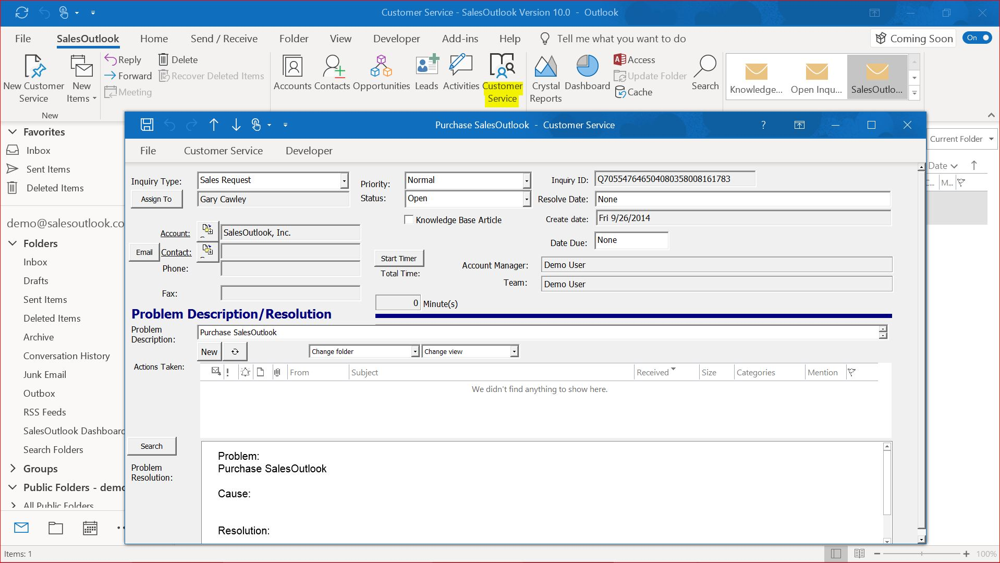 Customer Service - SalesOutlook Version 10.0 - Outlook
File SalesOutlook Home Send / Receive Folder View Developer Add-ins Help Tell me what you want to do Coming Soon On
New Customer Service
New Items
New
Reply
Forward
Meeting
Delete
Recover Deleted Items
Accounts Contacts Opportunities Leads Activities Customer Service
Crystal Reports
Dashboard
Access
Update Folder
Cache
Search
Knowledge... Open Inqu... SalesOutlo...
Favorites
Inbox
Sent Items
Deleted Items
demo@salesoutlook.co
Folders
Inbox
Drafts
Sent Items
Deleted Items
Archive
Conversation History
Junk Email
Outbox
RSS Feeds
SalesOutlook Dashboard
Search Folders
Groups
Public Folders - demo
All Public Folders
Items: 1
Current Folder
Date
C... M...
Purchase SalesOutlook - Customer Service
?
File Customer Service Developer
Inquiry Type: Sales Request
Assign To Gary Cawley
Priority: Normal
Status: Open
Knowledge Base Article
Inquiry ID: Q705547646504080358008161783
Resolve Date: None
Create date: Fri 9/26/2014
Date Due: None
Account: SalesOutlook, Inc.
Email Contact:
Phone:
Fax:
Start Timer
Total Time:
0 Minute(s)
Account Manager: Demo User
Team: Demo User
Problem Description/Resolution
Problem Description: Purchase SalesOutlook
New Change folder Change view
Actions Taken:
! From Subject Received Size Categories Mention
We didn't find anything to show here.
Search
Problem Resolution:
Problem:
Purchase SalesOutlook
Cause:
Resolution:
100%